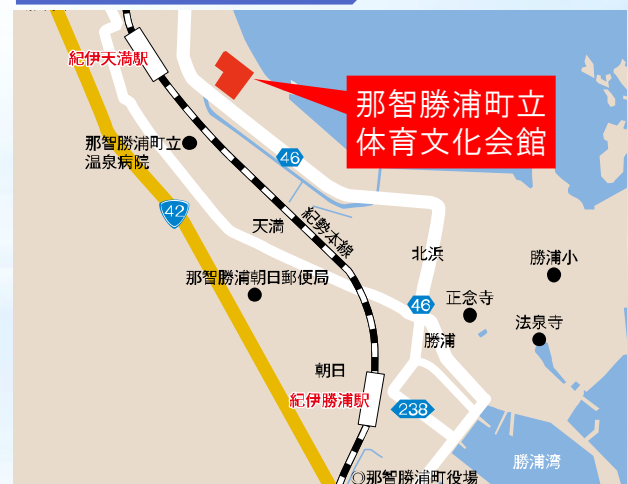 紀伊天満駅
那智勝浦町立
体育文化会館
那智勝浦町立
温泉病院
46
42
天満
紀勢本線
北浜
勝浦小
那智勝浦朝日郵便局
46
正念寺
法泉寺
勝浦
朝日
紀伊勝浦駅
238
勝浦湾
◎那智勝浦町役場